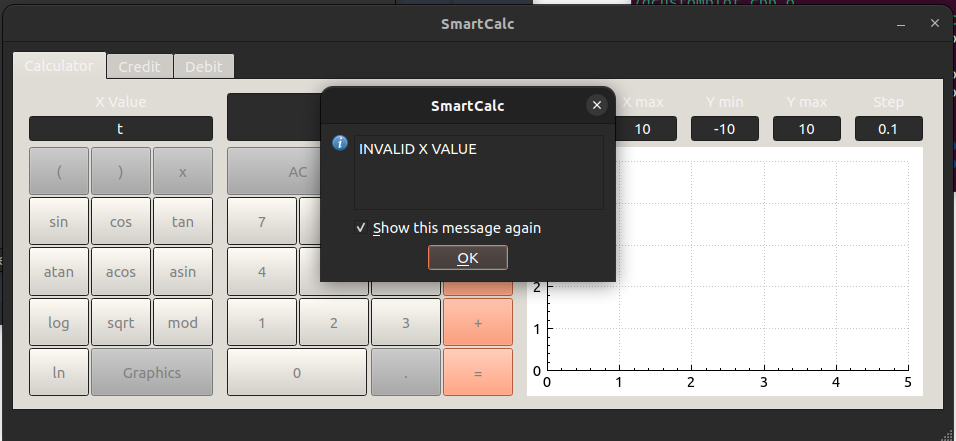 /qcustomplot.cpp.o
SmartCalc
Calculator Credit Debit
X Value
t
X max Y min Y max Step
10 -10 10 0.1
SmartCalc
INVALID X VALUE
Show this message again
OK
( ) x AC
sin cos tan 7
atan acos asin 4
log sqrt mod 1 2 3 +
ln Graphics 0 . =
2
1
0
0 1 2 3 4 5